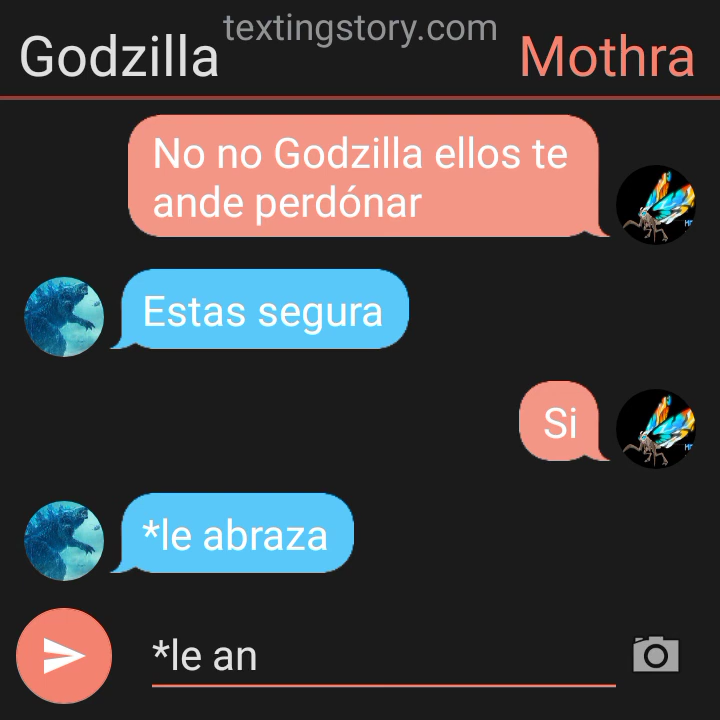 textingstory.com
Godzilla
Mothra
No no Godzilla ellos te
ande perdónar
Estas segura
Si
*le abraza
*le an